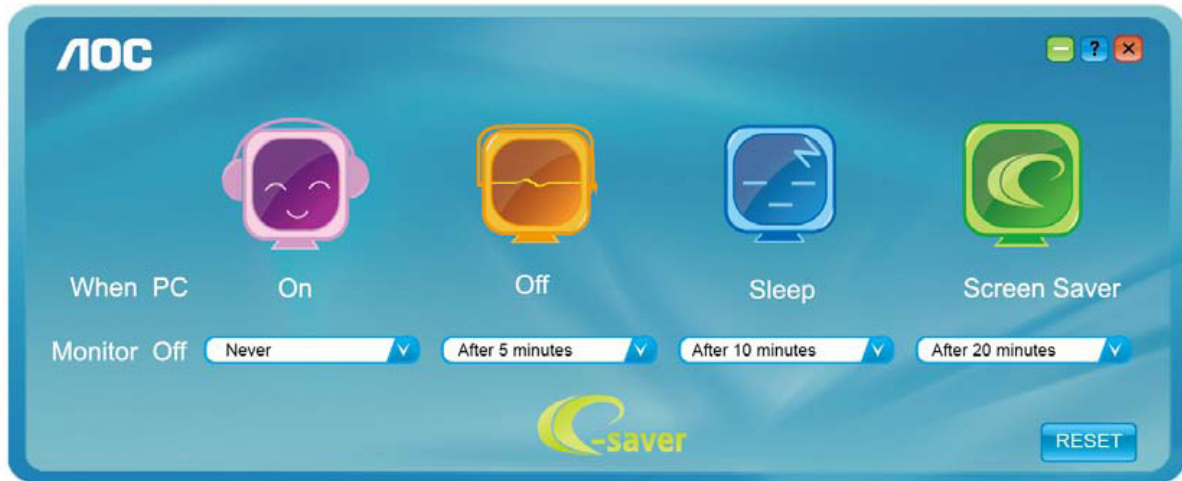 AOC
?
When PC On Off Sleep Screen Saver
Monitor Off Never After 5 minutes After 10 minutes After 20 minutes
e-saver
RESET